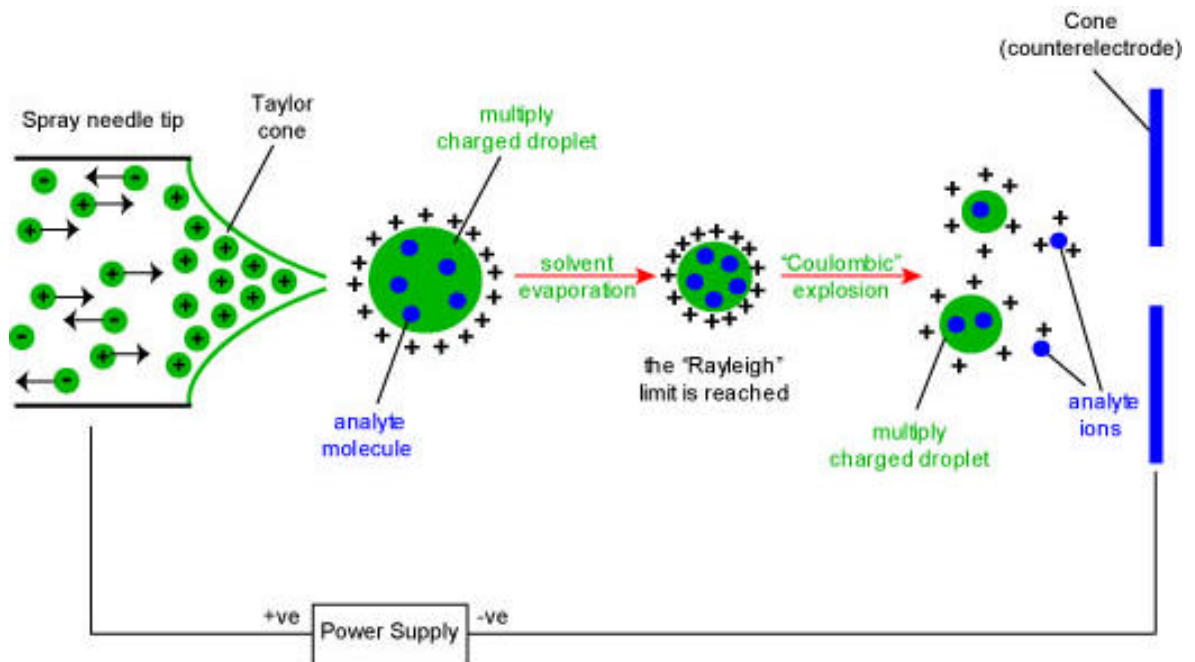 Cone
(counterelectrode)
Spray needle tip
Taylor
cone
multiply
charged droplet
solvent
evaporation
"Coulombic"
explosion
the "Rayleigh"
limit is reached
analyte
molecule
multiply
charged droplet
analyte
ions
+ve
Power Supply
-ve